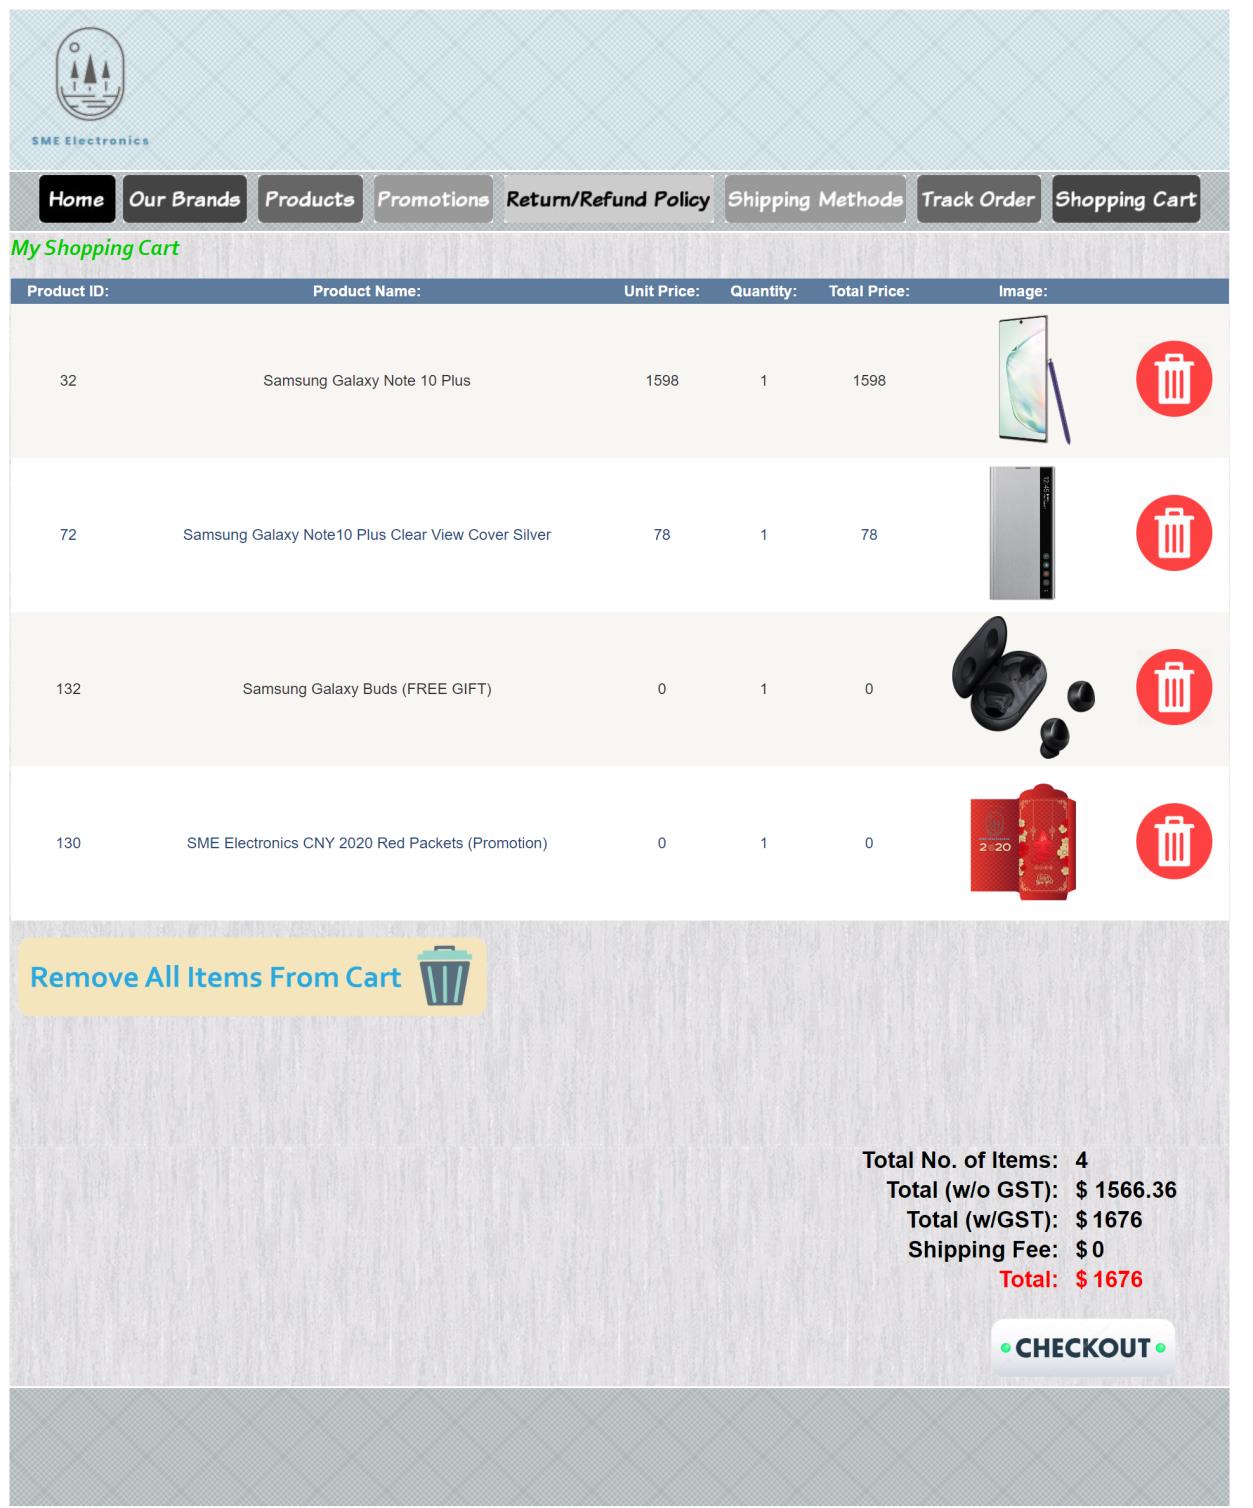 SME Electronics
Home Our Brands Products Promotions Return/Refund Policy Shipping Methods Track Order Shopping Cart
My Shopping Cart
Product ID: Product Name: Unit Price: Quantity: Total Price: Image:
32 Samsung Galaxy Note 10 Plus 1598 1 1598
12:45
72 Samsung Galaxy Note10 Plus Clear View Cover Silver 78 1 78
132 Samsung Galaxy Buds (FREE GIFT) 0 1 0
130 SME Electronics CNY 2020 Red Packets (Promotion) 0 1 0
2020
Remove All Items From Cart
Total No. of Items: 4
Total (w/o GST): $ 1566.36
Total (w/GST): $ 1676
Shipping Fee: $ 0
Total: $ 1676
CHECKOUT